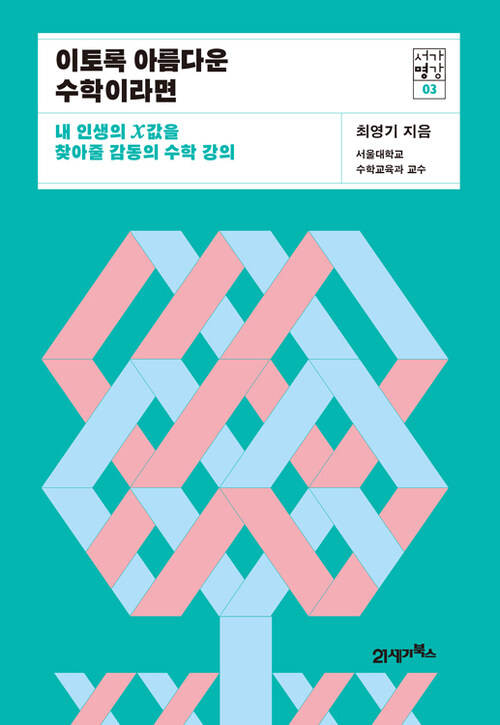 이토록 아름다운
수학이라면
서가
명강
03
내 인생의 X값을
찾아줄 감동의 수학 강의
최영기 지음
서울대학교
수학교육과 교수
21세기북스